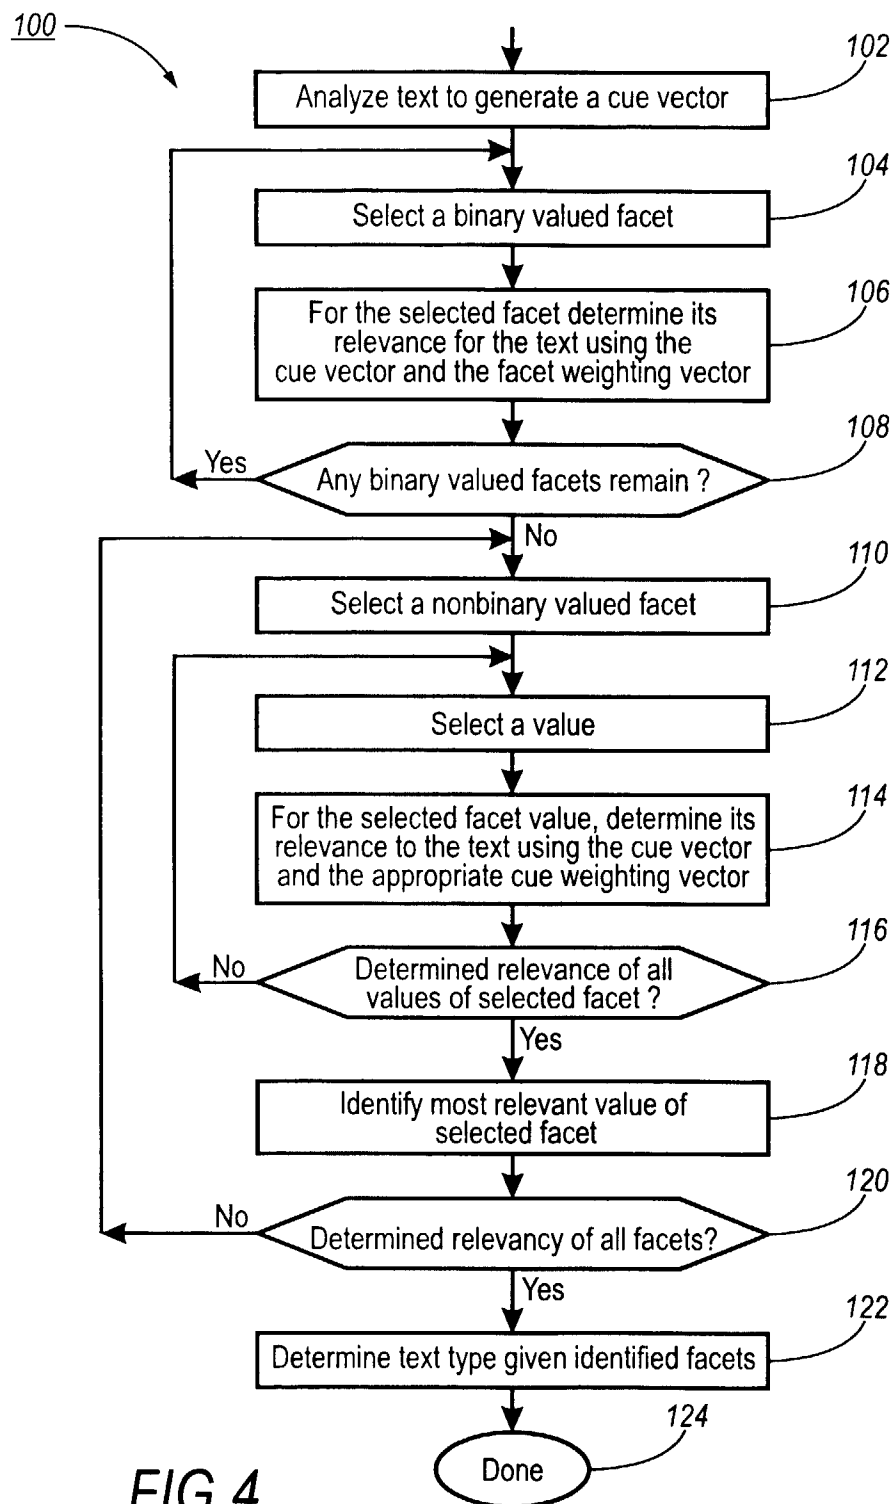 100
102
Analyze text to generate a cue vector
104
Select a binary valued facet
106
For the selected facet determine its
relevance for the text using the
cue vector and the facet weighting vector
108
Yes
Any binary valued facets remain ?
No
110
Select a nonbinary valued facet
112
Select a value
114
For the selected facet value, determine its
relevance to the text using the cue vector
and the appropriate cue weighting vector
116
No
Determined relevance of all
values of selected facet ?
Yes
118
Identify most relevant value of
selected facet
120
No
Determined relevancy of all facets?
Yes
122
Determine text type given identified facets
124
Done
FIG 4